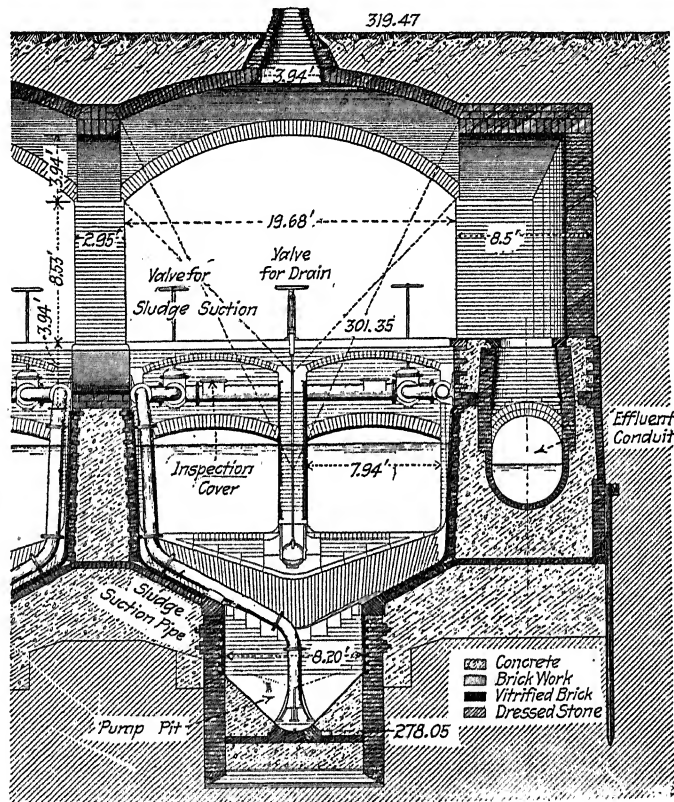 319.47
3.94'
3.94'
19.68'
2.95'
8.5'
8.53'
Valve for
Sludge Suction
Valve
for Drain
3.94'
301.35
Effluent
Conduit
Inspection
Cover
7.94'
Sludge
Suction Pipe
8.20'
Concrete
Brick Work
Vitrified Brick
Dressed Stone
Pump Pit
278.05